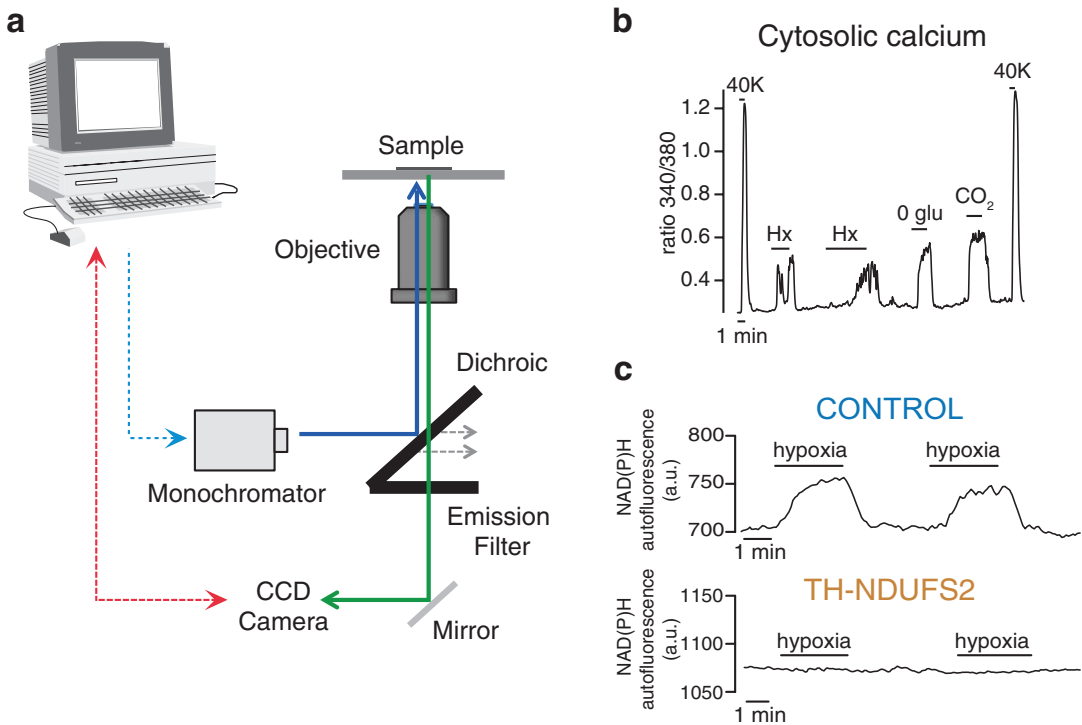 a
Sample
Objective
Dichroic
Monochromator
Emission
Filter
CCD
Camera
Mirror
b
Cytosolic calcium
40K
40K
ratio 340/380
1.2
1.0
0.8
0.6
0.4
Hx
Hx
0 glu
CO₂
1 min
c
CONTROL
NAD(P)H
autofluorescence
(a.u.)
800
750
700
hypoxia
hypoxia
1 min
TH-NDUFS2
NAD(P)H
autofluorescence
(a.u.)
1150
1100
1050
hypoxia
hypoxia
1 min